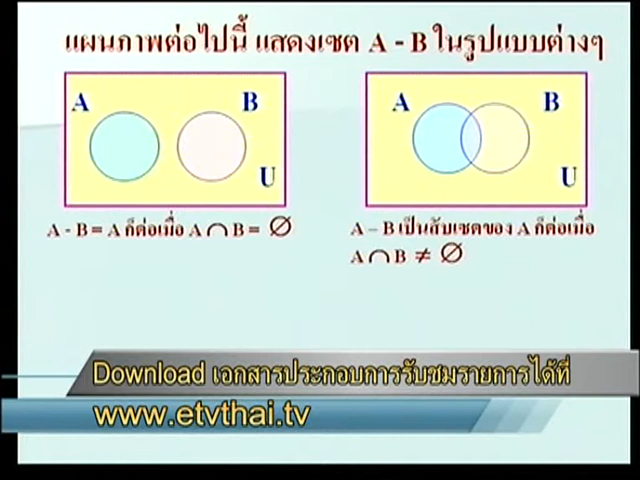 แผนภาพต่อไปนี้ แสดงเซต A - B ในรูปแบบต่างๆ
A B
U
A B
U
A - B = A ก็ต่อเมื่อ A ∩ B = ∅
A – B เป็นสับเซตของ A ก็ต่อเมื่อ
A ∩ B ≠ ∅
Download เอกสารประกอบการรับชมรายการได้ที่
www.etvthai.tv